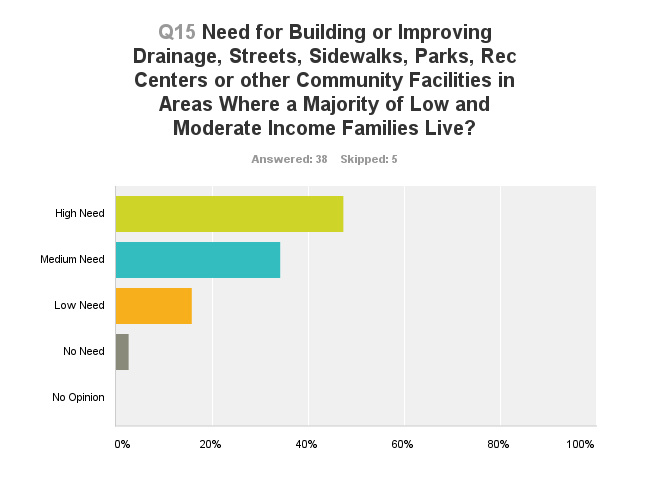 Q15 Need for Building or Improving
Drainage, Streets, Sidewalks, Parks, Rec
Centers or other Community Facilities in
Areas Where a Majority of Low and
Moderate Income Families Live?
Answered: 38 Skipped: 5
High Need
Medium Need
Low Need
No Need
No Opinion
0% 20% 40% 60% 80% 100%